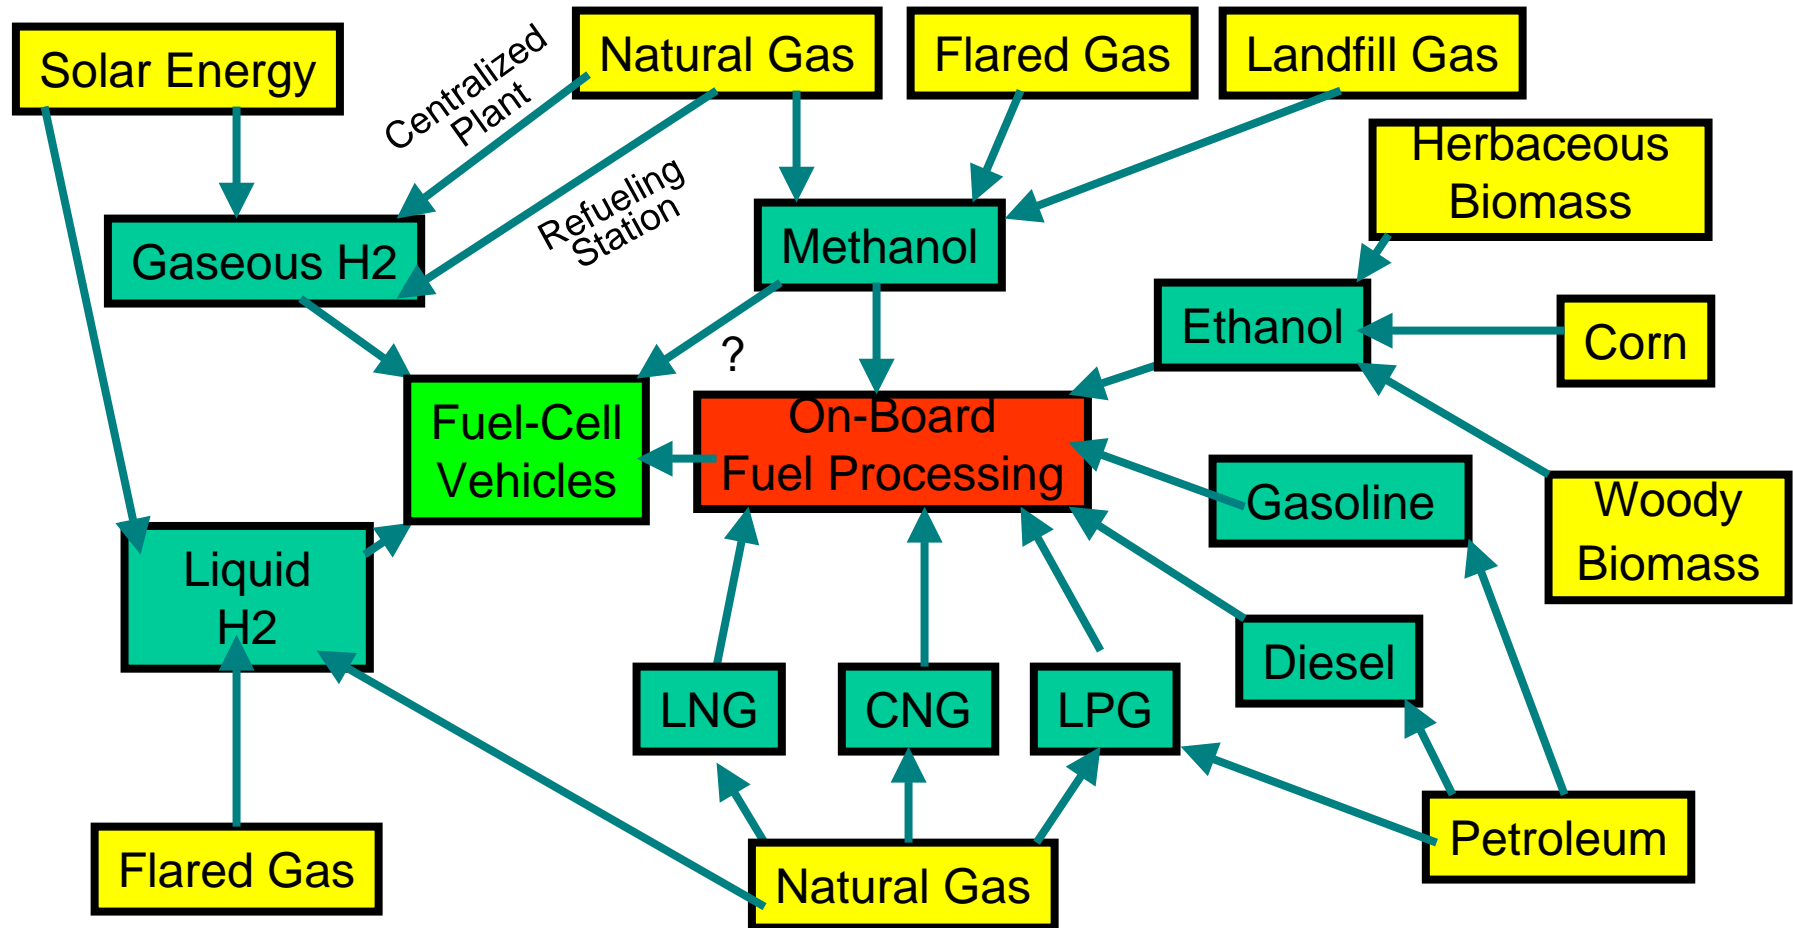 Solar Energy
Centralized
Plant
Natural Gas
Flared Gas
Landfill Gas
Herbaceous
Biomass
Refueling
Station
Gaseous H2
Methanol
Ethanol
Corn
?
Fuel-Cell
Vehicles
On-Board
Fuel Processing
Gasoline
Woody
Biomass
Liquid
H2
LNG
CNG
LPG
Diesel
Flared Gas
Natural Gas
Petroleum